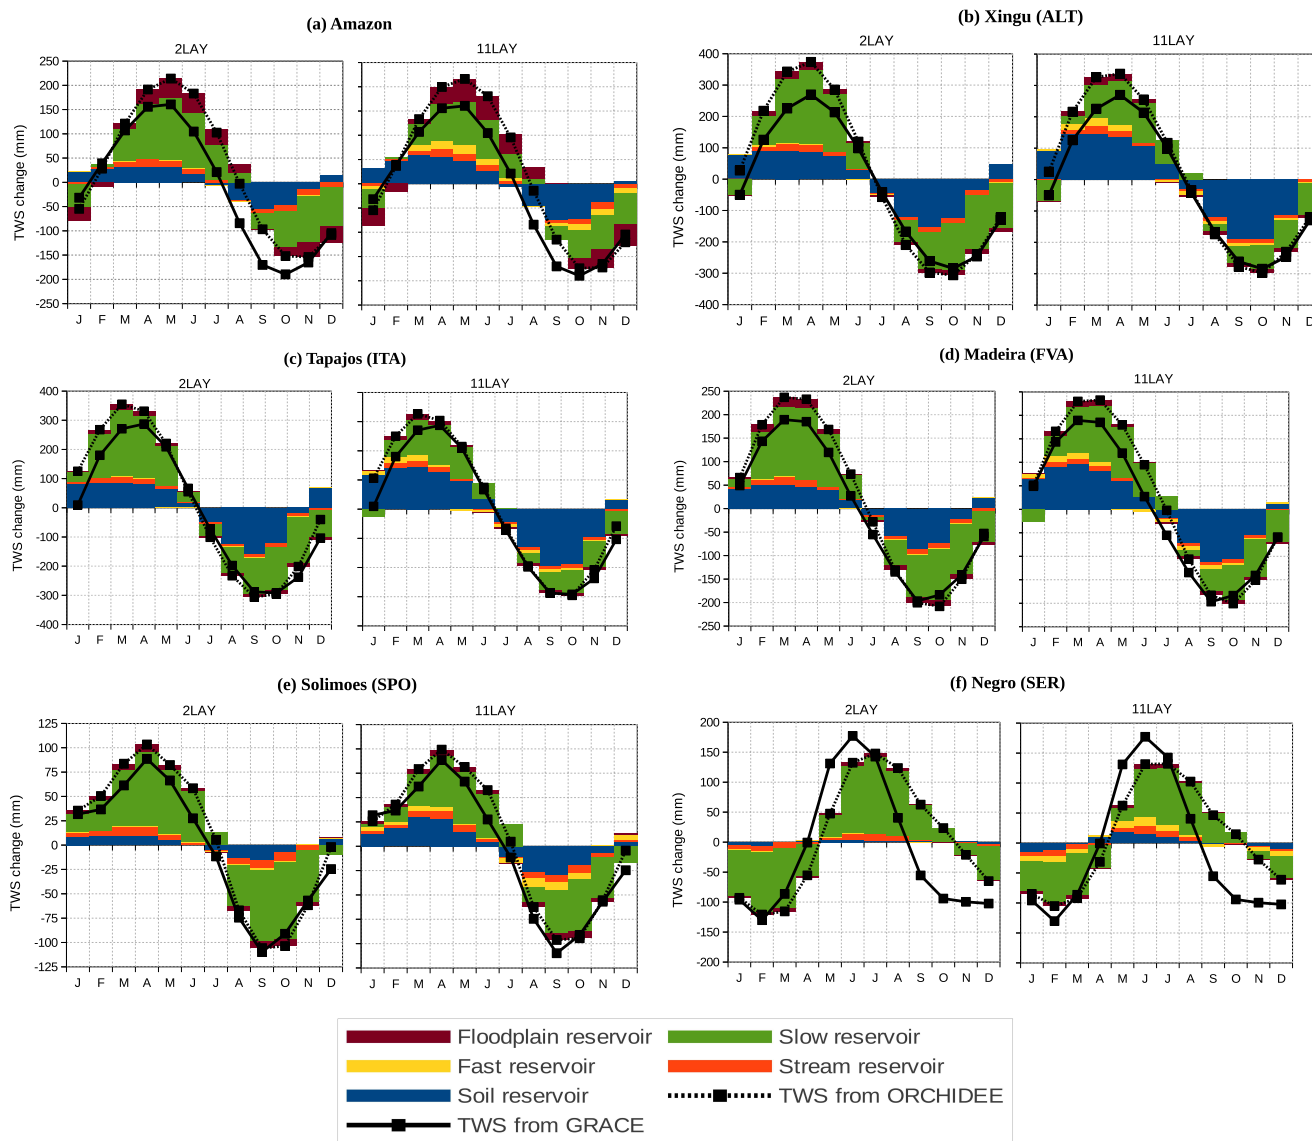 (a) Amazon
(b) Xingu (ALT)
2LAY
11LAY
2LAY
11LAY
TWS change (mm)
250
200
150
100
50
0
-50
-100
-150
-200
-250
J F M A M J J A S O N D
J F M A M J J A S O N D
TWS change (mm)
400
300
200
100
0
-100
-200
-300
-400
J F M A M J J A S O N D
J F M A M J J A S O N D
(c) Tapajos (ITA)
(d) Madeira (FVA)
2LAY
11LAY
2LAY
11LAY
TWS change (mm)
400
300
200
100
0
-100
-200
-300
-400
J F M A M J J A S O N D
J F M A M J J A S O N D
TWS change (mm)
250
200
150
100
50
0
-50
-100
-150
-200
-250
J F M A M J J A S O N D
J F M A M J J A S O N D
(e) Solimoes (SPO)
(f) Negro (SER)
2LAY
11LAY
2LAY
11LAY
TWS change (mm)
125
100
75
50
25
0
-25
-50
-75
-100
-125
J F M A M J J A S O N D
J F M A M J J A S O N D
TWS change (mm)
200
150
100
50
0
-50
-100
-150
-200
J F M A M J J A S O N D
J F M A M J J A S O N D
Floodplain reservoir
Slow reservoir
Fast reservoir
Stream reservoir
Soil reservoir
TWS from ORCHIDEE
TWS from GRACE